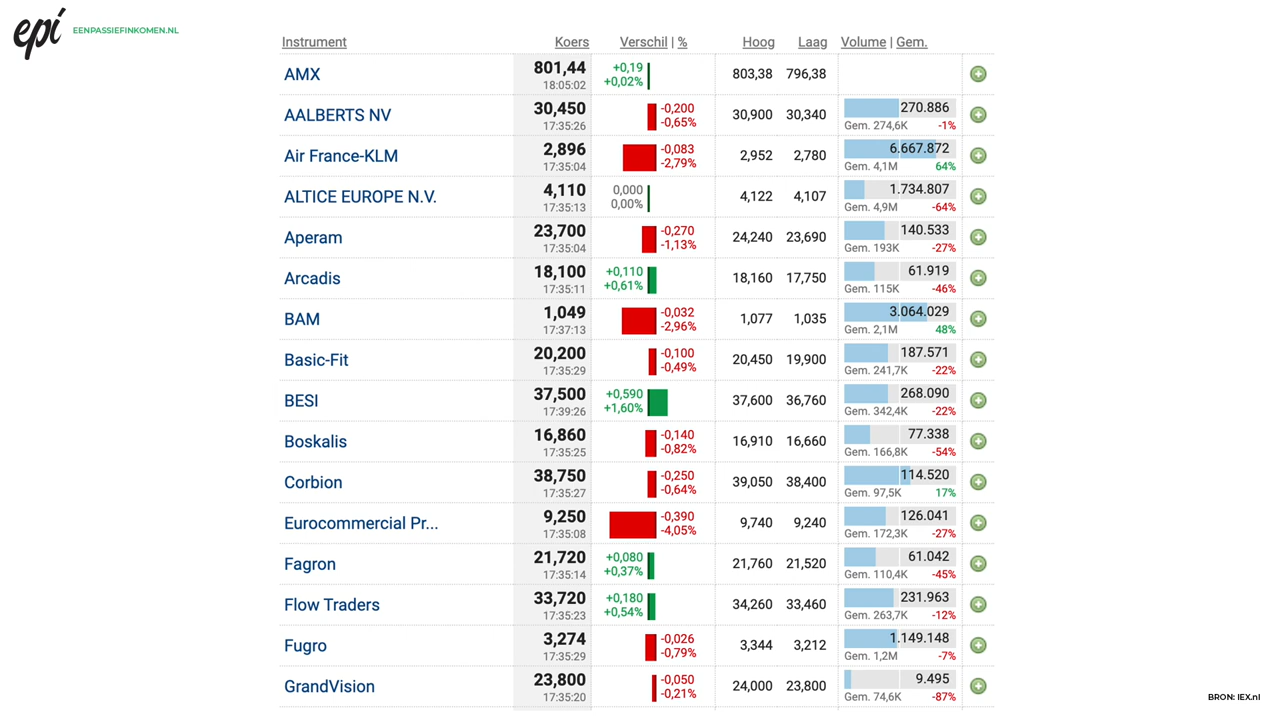 epi
EENPASSIEFINKOMEN.NL
Instrument Koers Verschil | % Hoog Laag Volume | Gem.
AMX 801,44 +0,19 803,38 796,38
18:05:02 +0,02%
AALBERTS NV 30,450 -0,200 30,900 30,340 270.886
17:35:26 -0,65% Gem. 274,6K -1%
Air France-KLM 2,896 -0,083 2,952 2,780 6.667.872
17:35:04 -2,79% Gem. 4,1M 64%
ALTICE EUROPE N.V. 4,110 0,000 4,122 4,107 1.734.807
17:35:13 0,00% Gem. 4,9M -64%
Aperam 23,700 -0,270 24,240 23,690 140.533
17:35:04 -1,13% Gem. 193K -27%
Arcadis 18,100 +0,110 18,160 17,750 61.919
17:35:11 +0,61% Gem. 115K -46%
BAM 1,049 -0,032 1,077 1,035 3.064.029
17:37:13 -2,96% Gem. 2,1M 48%
Basic-Fit 20,200 -0,100 20,450 19,900 187.571
17:35:29 -0,49% Gem. 241,7K -22%
BESI 37,500 +0,590 37,600 36,760 268.090
17:39:26 +1,60% Gem. 342,4K -22%
Boskalis 16,860 -0,140 16,910 16,660 77.338
17:35:25 -0,82% Gem. 166,8K -54%
Corbion 38,750 -0,250 39,050 38,400 114.520
17:35:27 -0,64% Gem. 97,5K 17%
Eurocommercial Pr... 9,250 -0,390 9,740 9,240 126.041
17:35:08 -4,05% Gem. 172,3K -27%
Fagron 21,720 +0,080 21,760 21,520 61.042
17:35:14 +0,37% Gem. 110,4K -45%
Flow Traders 33,720 +0,180 34,260 33,460 231.963
17:35:23 +0,54% Gem. 263,7K -12%
Fugro 3,274 -0,026 3,344 3,212 1.149.148
17:35:29 -0,79% Gem. 1,2M -7%
GrandVision 23,800 -0,050 24,000 23,800 9.495
17:35:20 -0,21% Gem. 74,6K -87%
BRON: IEX.nl